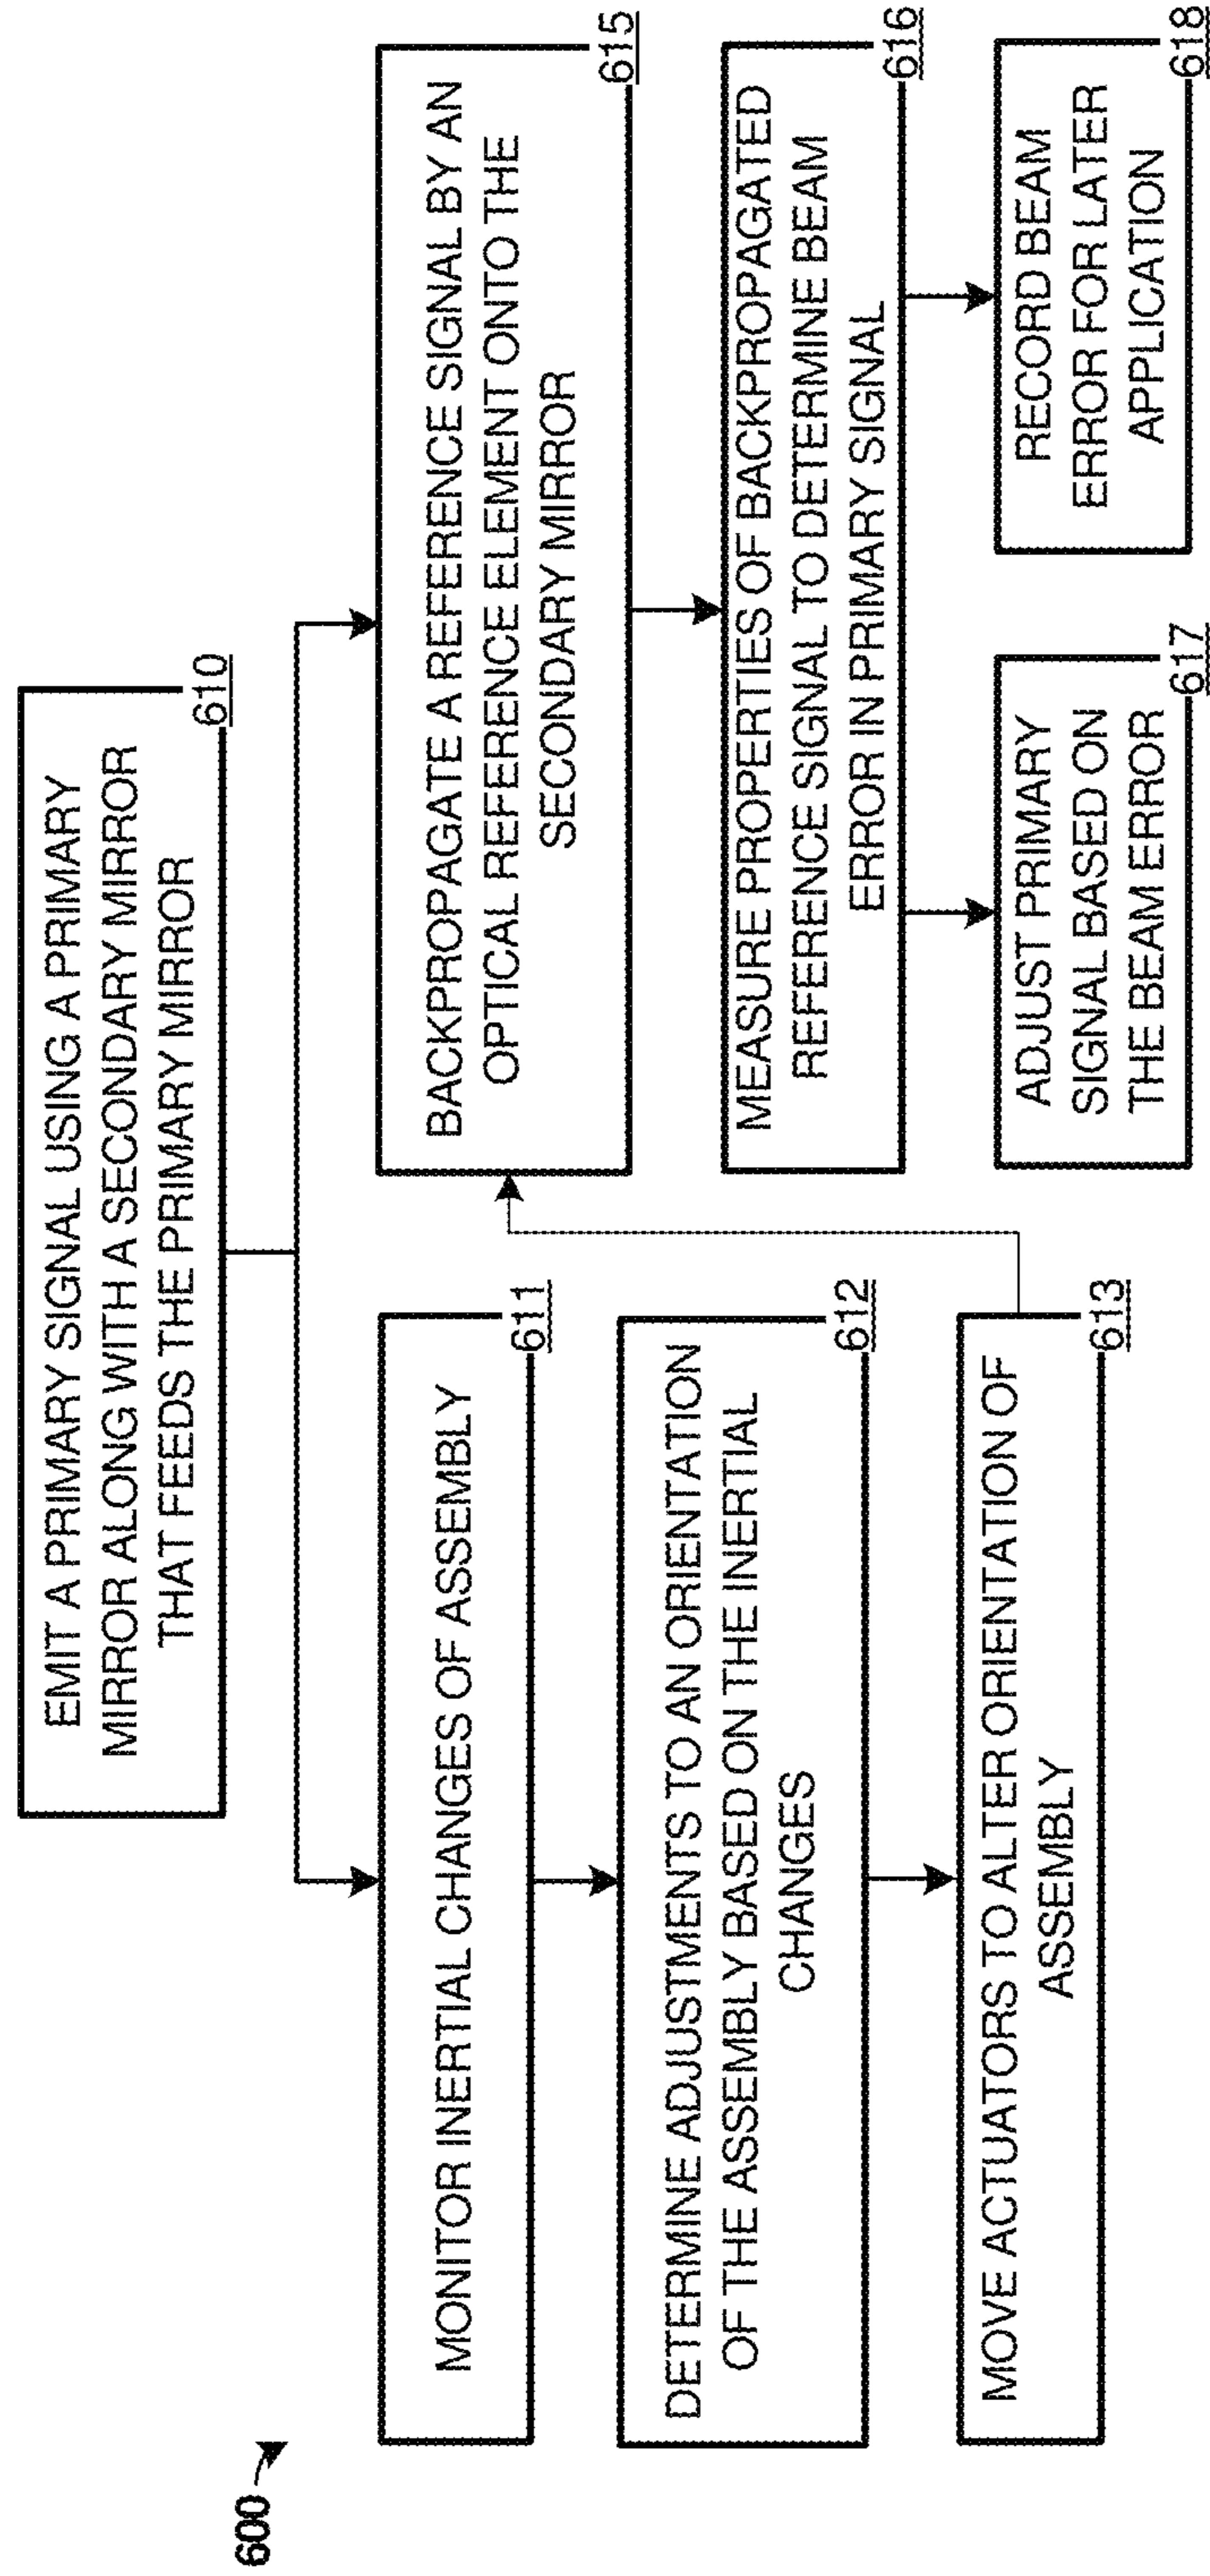 600
EMIT A PRIMARY SIGNAL USING A PRIMARY
MIRROR ALONG WITH A SECONDARY MIRROR
THAT FEEDS THE PRIMARY MIRROR
610
MONITOR INERTIAL CHANGES OF ASSEMBLY
611
DETERMINE ADJUSTMENTS TO AN ORIENTATION
OF THE ASSEMBLY BASED ON THE INERTIAL
CHANGES
612
MOVE ACTUATORS TO ALTER ORIENTATION OF
ASSEMBLY
613
BACKPROPAGATE A REFERENCE SIGNAL BY AN
OPTICAL REFERENCE ELEMENT ONTO THE
SECONDARY MIRROR
615
MEASURE PROPERTIES OF BACKPROPAGATED
REFERENCE SIGNAL TO DETERMINE BEAM
ERROR IN PRIMARY SIGNAL
616
ADJUST PRIMARY
SIGNAL BASED ON
THE BEAM ERROR
617
RECORD BEAM
ERROR FOR LATER
APPLICATION
618